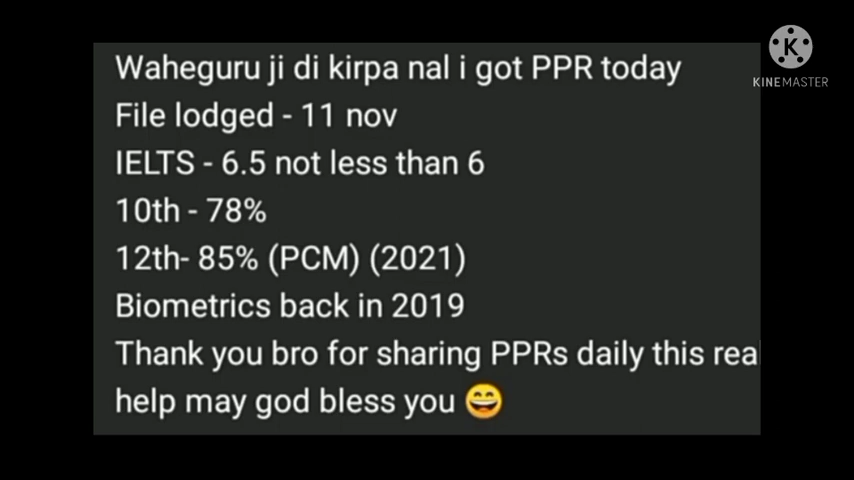 Waheguru ji di kirpa nal i got PPR today
File lodged - 11 nov
IELTS - 6.5 not less than 6
10th - 78%
12th- 85% (PCM) (2021)
Biometrics back in 2019
Thank you bro for sharing PPRs daily this rea
help may god bless you 😄
K
KINEMASTER